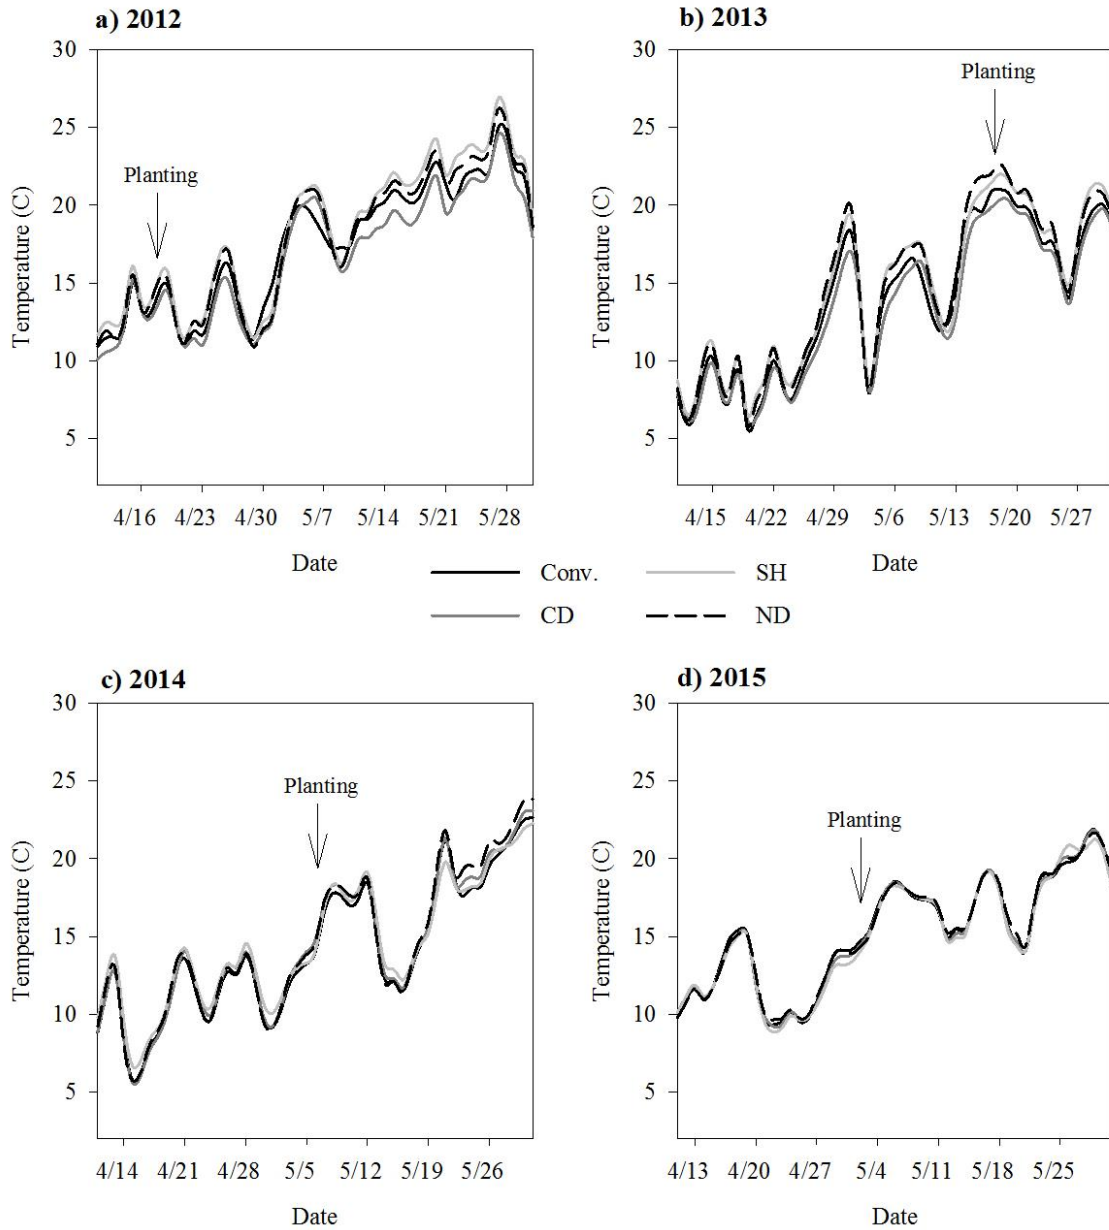 a) 2012
30
25
20
15
10
5
Temperature (C)
Planting
4/16 4/23 4/30 5/7 5/14 5/21 5/28
Date
b) 2013
30
25
20
15
10
5
Temperature (C)
Planting
4/15 4/22 4/29 5/6 5/13 5/20 5/27
Date
Conv. SH
CD ND
c) 2014
30
25
20
15
10
5
Temperature (C)
Planting
4/14 4/21 4/28 5/5 5/12 5/19 5/26
Date
d) 2015
30
25
20
15
10
5
Temperature (C)
Planting
4/13 4/20 4/27 5/4 5/11 5/18 5/25
Date